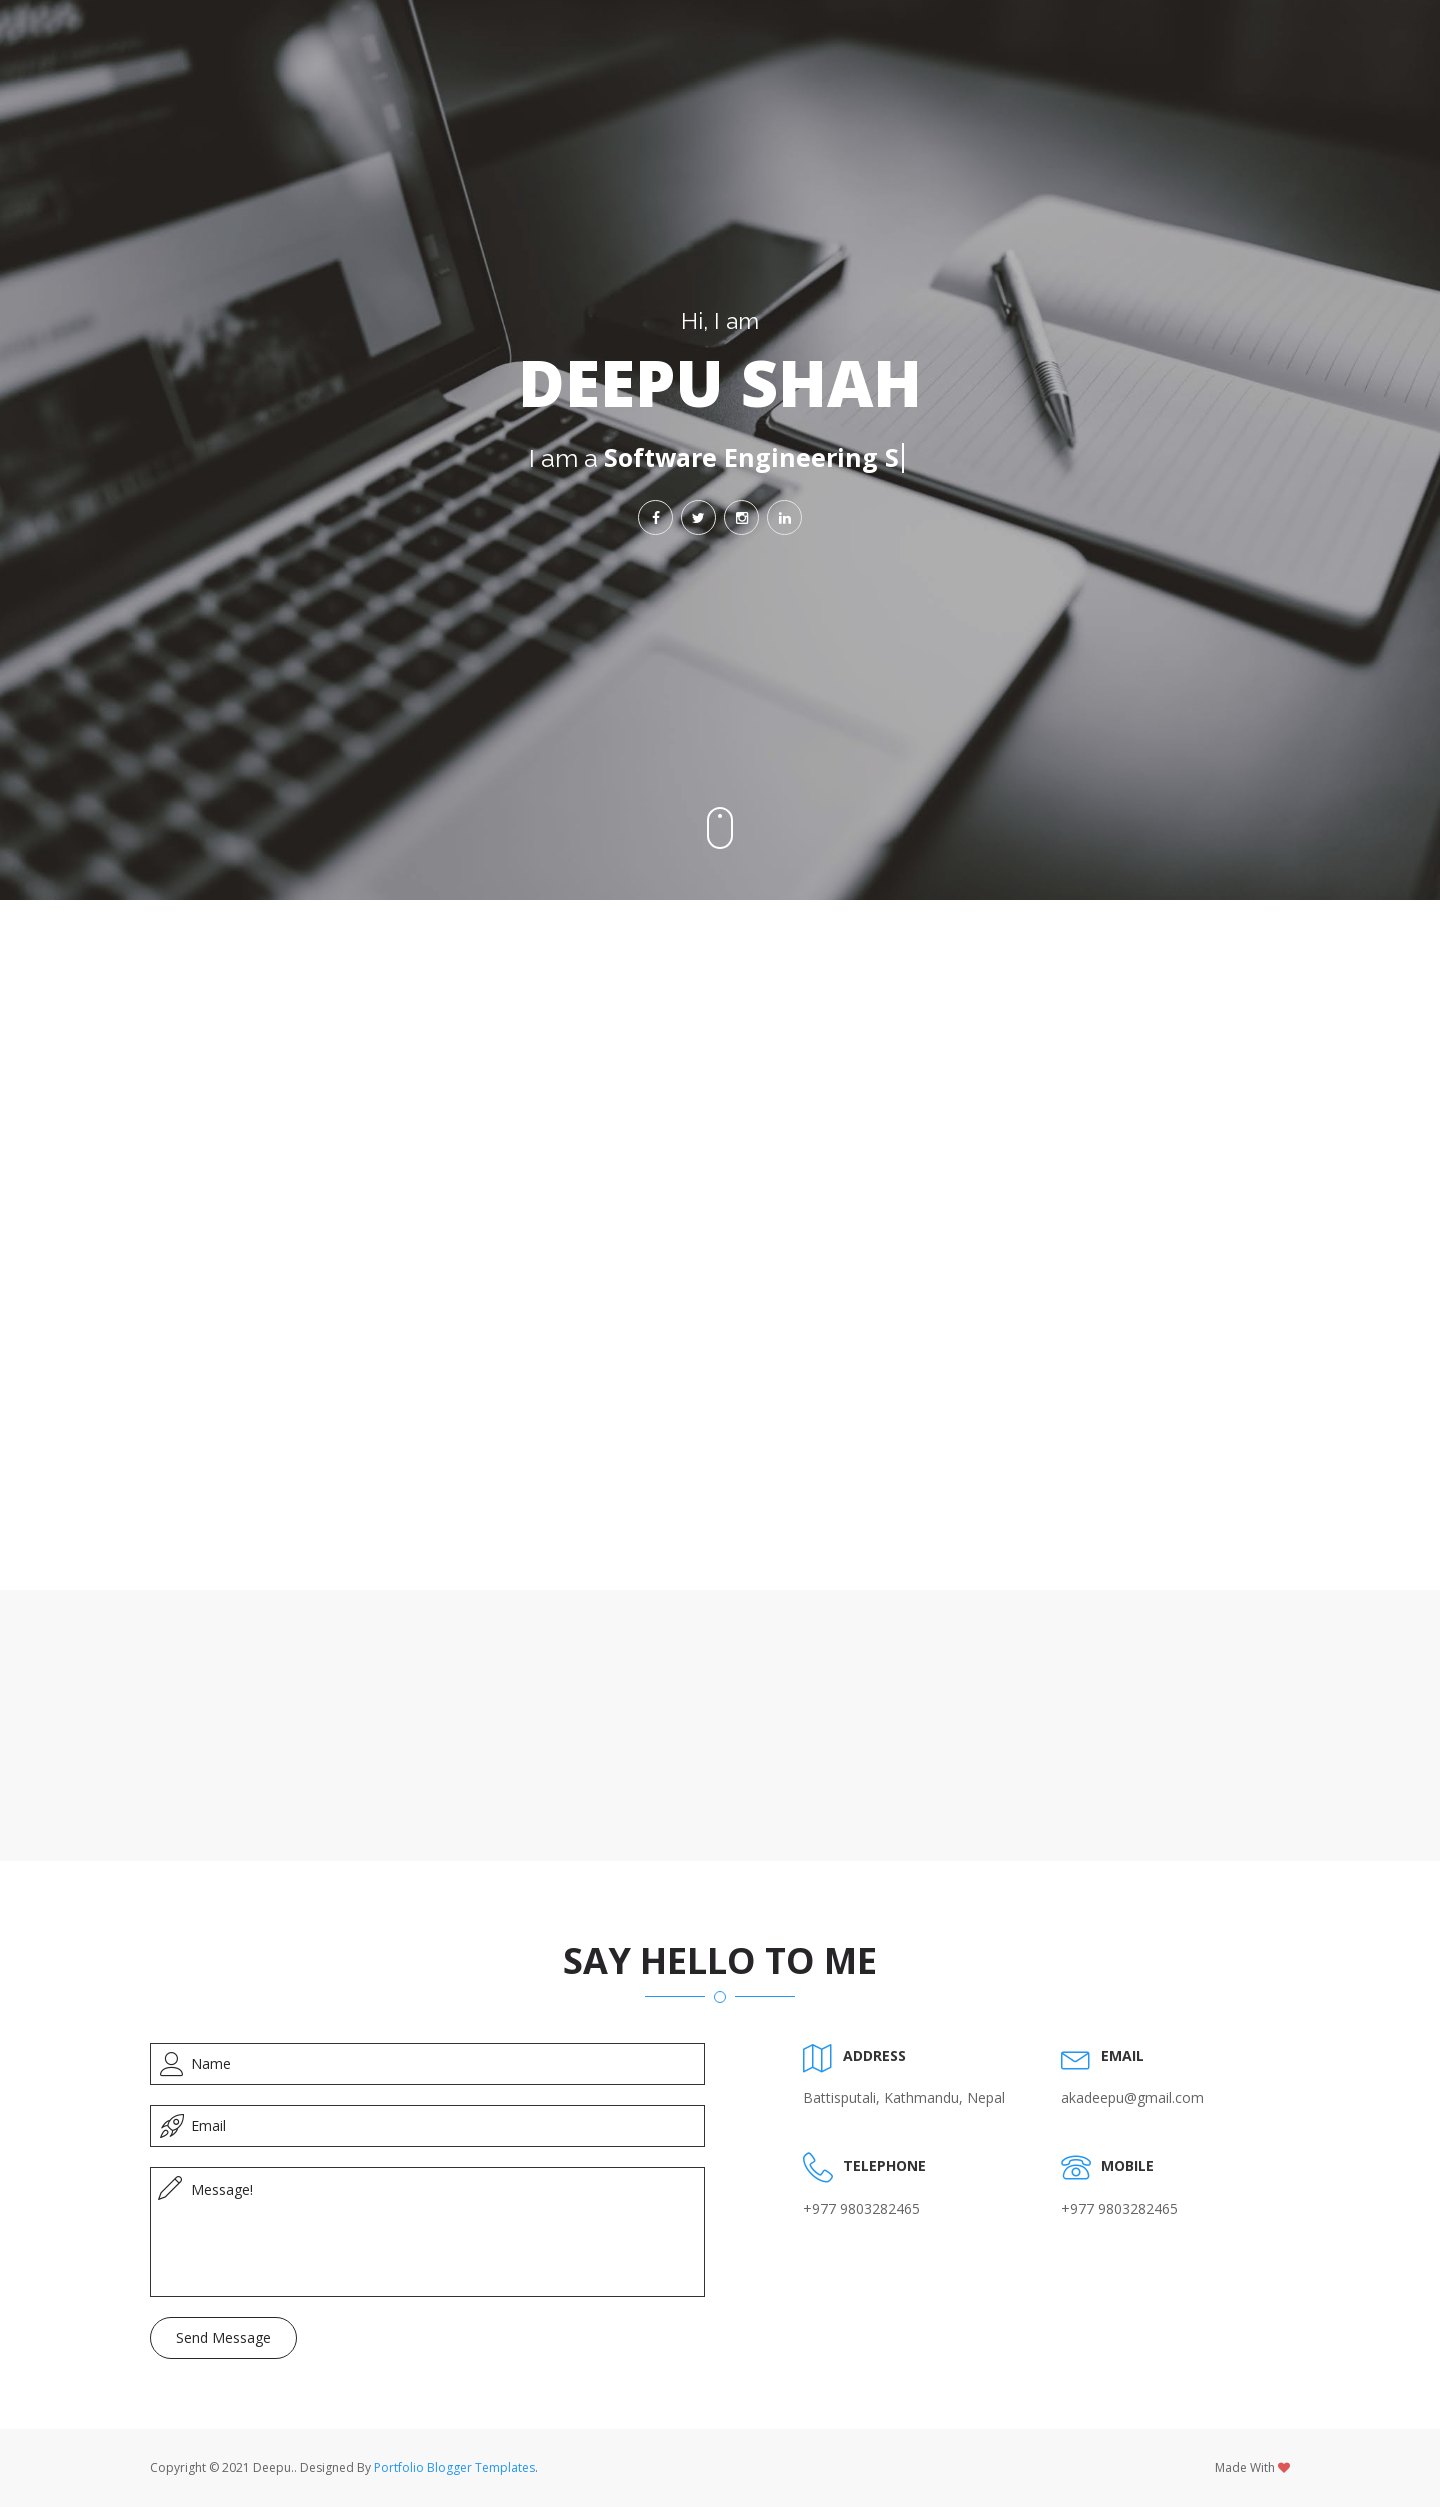 Hi, I am
DEEPU SHAH
I am a Software Engineering S
SAY HELLO TO ME
Name
Email
Message!
Send Message
ADDRESS
Battisputali, Kathmandu, Nepal
EMAIL
akadeepu@gmail.com
TELEPHONE
+977 9803282465
MOBILE
+977 9803282465
Copyright © 2021 Deepu.. Designed By Portfolio Blogger Templates.
Made With